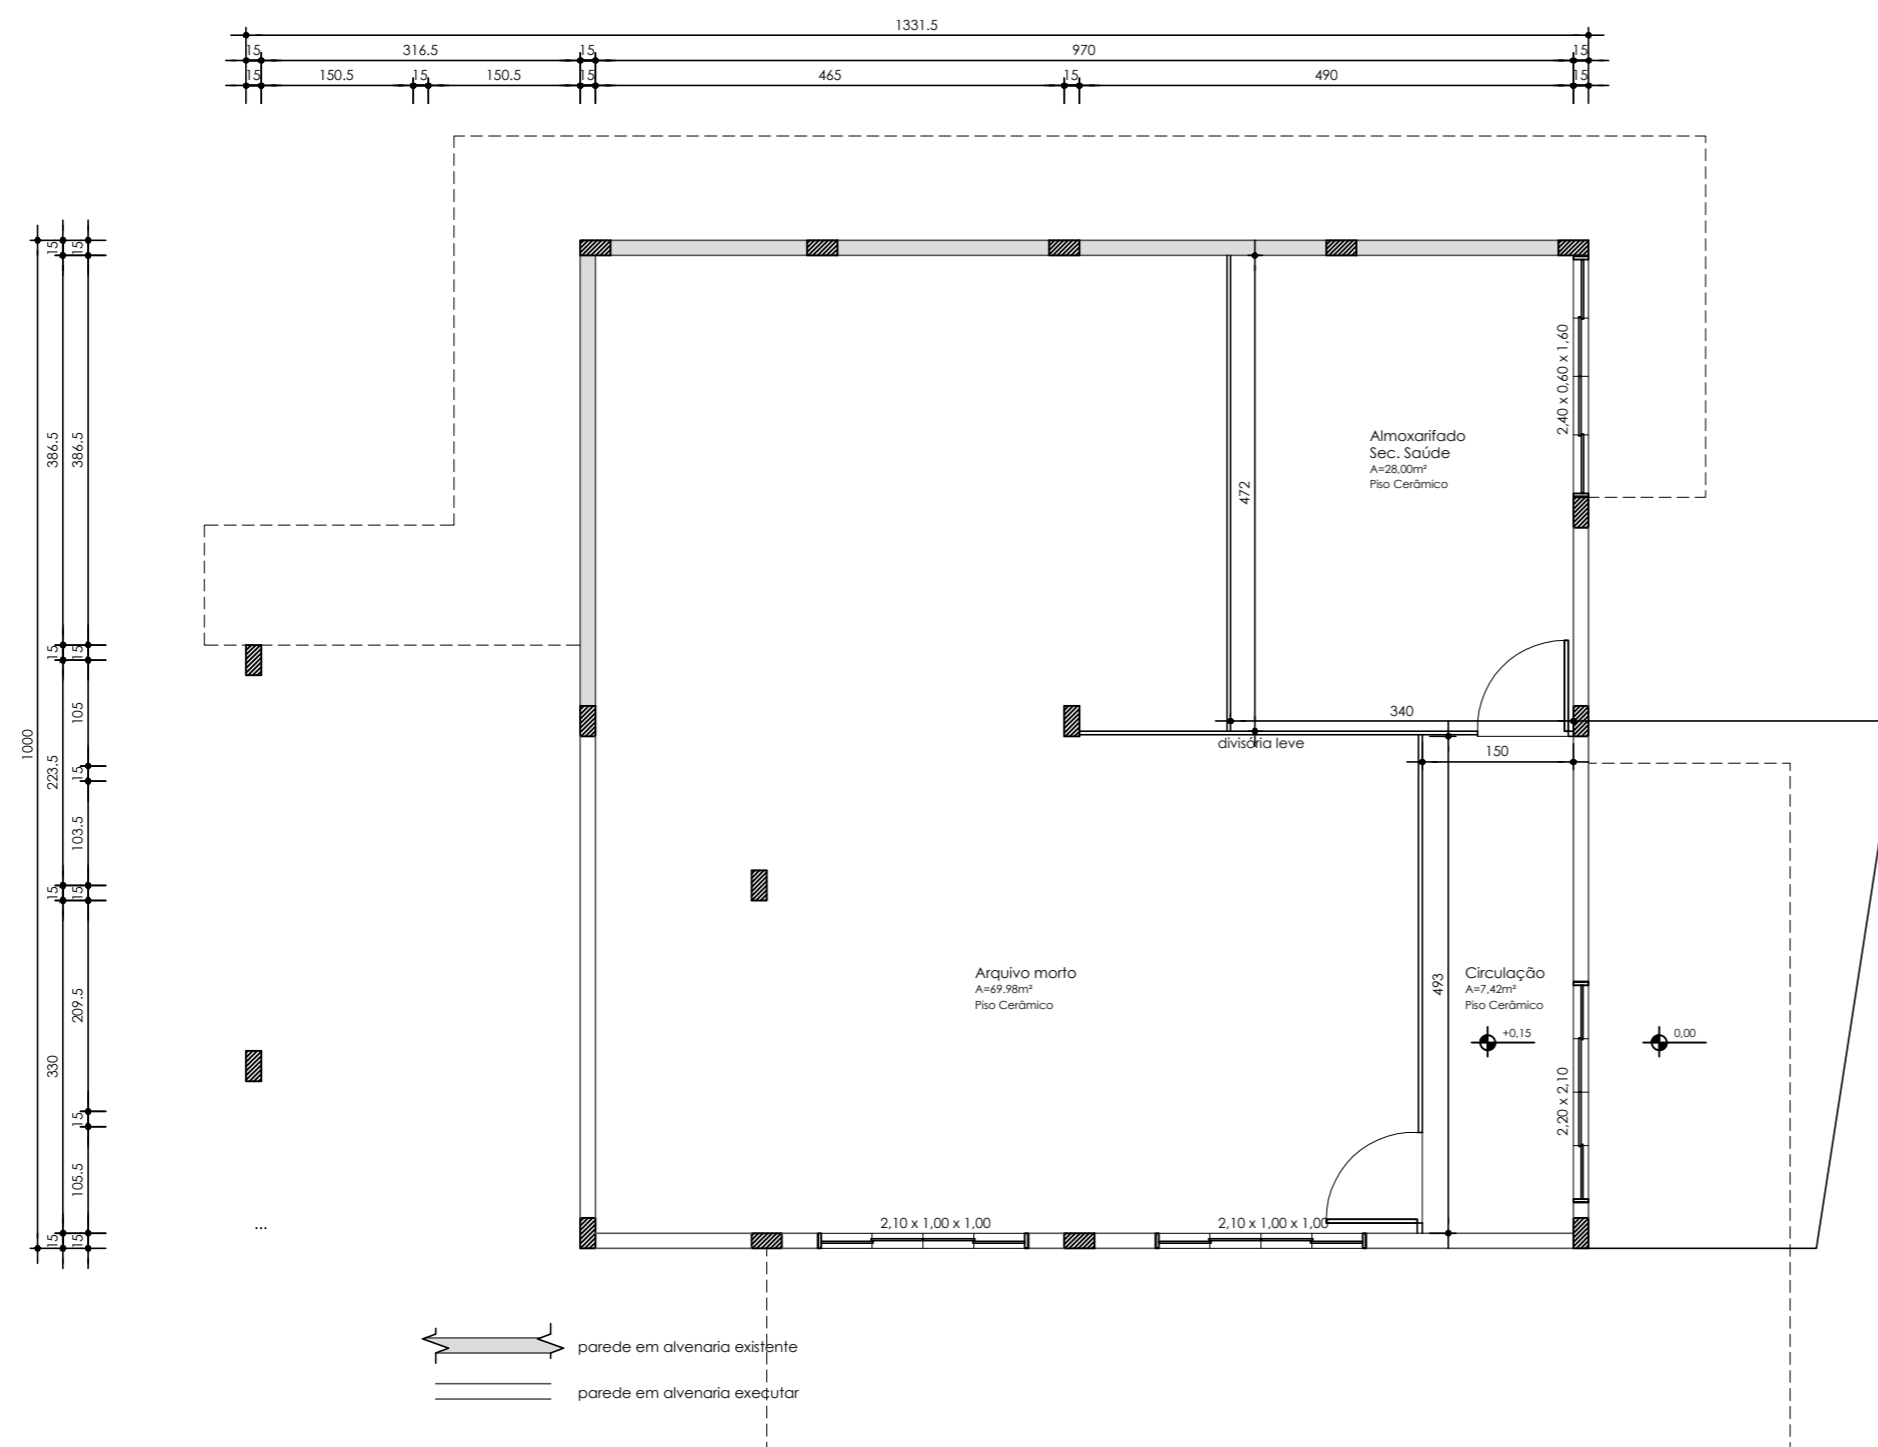 1331.5
15
316.5
15
970
15
15
150.5
15
150.5
15
465
15
490
15
15
15
386.5
386.5
15
15
105
1000
223.5
15
103.5
15
15
209.5
330
15
105.5
15
15
2,40 x 0,60 x 1,60
Almoxarifado
Sec. Saúde
A=28,00m²
Piso Cerâmico
472
340
divisória leve
150
Arquivo morto
A=69.98m²
Piso Cerâmico
493
Circulação
A=7,42m²
Piso Cerâmico
+0,15
0,00
2,20 x 2,10
...
2,10 x 1,00 x 1,00
2,10 x 1,00 x 1,00
parede em alvenaria existente
parede em alvenaria executar